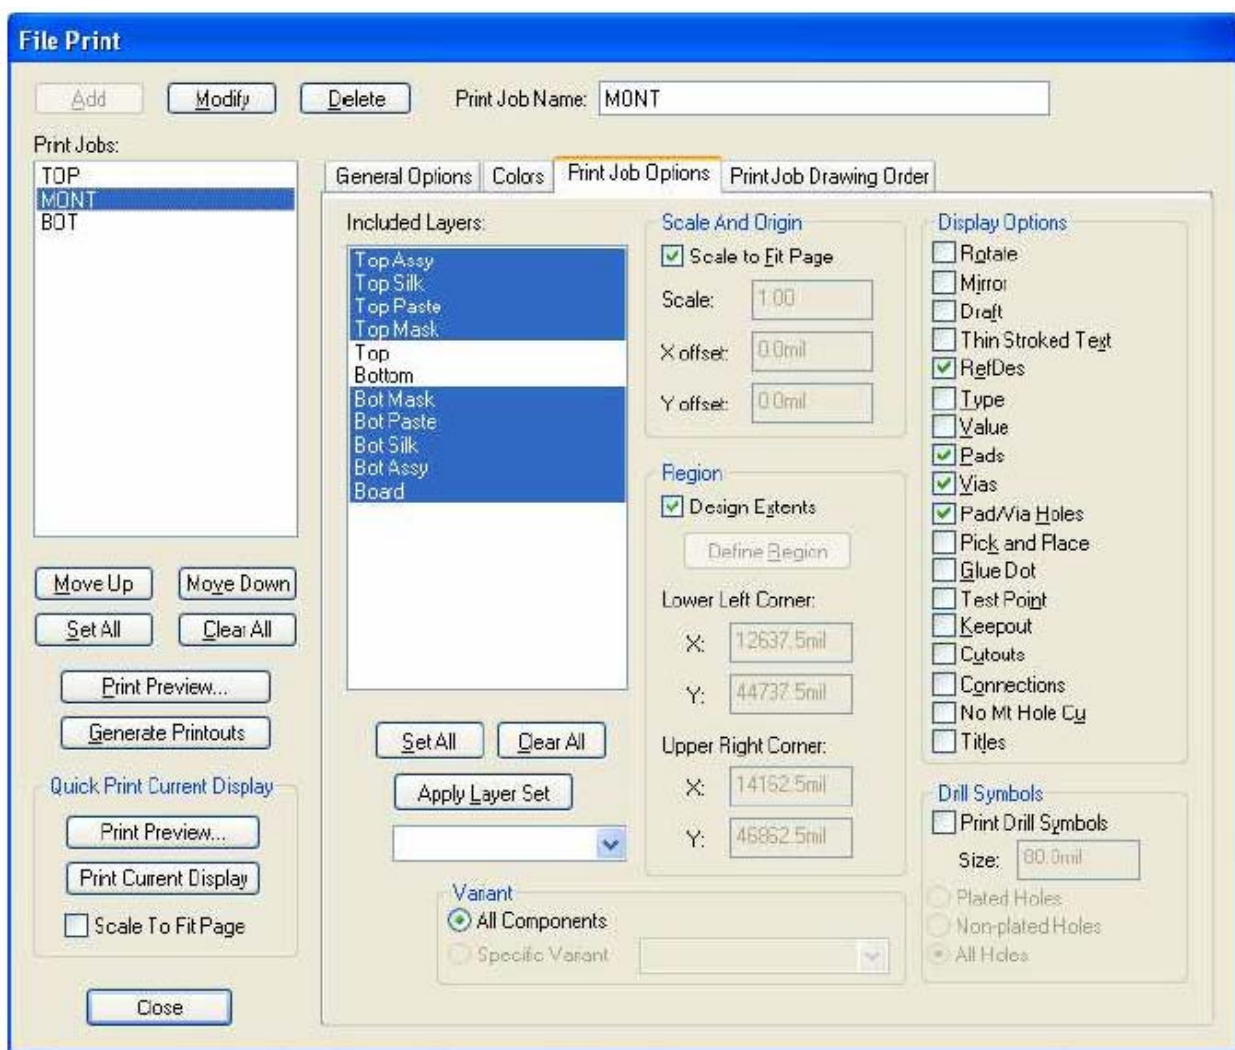 File Print
Add
Modify
Delete
Print Job Name:
MONT
Print Jobs:
TOP
MONT
BOT
General Options
Colors
Print Job Options
Print Job Drawing Order
Included Layers:
Top Assy
Top Silk
Top Paste
Top Mask
Top
Bottom
Bot Mask
Bot Paste
Bot Silk
Bot Assy
Board
Scale And Origin
Scale to Fit Page
Scale:
1.00
X offset:
0.0mil
Y offset:
0.0mil
Region
Design Extents
Define Region
Lower Left Corner:
X:
12637.5mil
Y:
44737.5mil
Upper Right Corner:
X:
14162.5mil
Y:
46862.5mil
Display Options
Rotate
Mirror
Draft
Thin Stroked Text
RefDes
Type
Value
Pads
Vias
Pad/Via Holes
Pick and Place
Glue Dot
Test Point
Keepout
Cutouts
Connections
No Mt Hole Cu
Titles
Move Up
Move Down
Set All
Clear All
Print Preview...
Generate Printouts
Quick Print Current Display
Print Preview...
Print Current Display
Scale To Fit Page
Close
Set All
Clear All
Apply Layer Set
Variant
All Components
Specific Variant
Drill Symbols
Print Drill Symbols
Size:
80.0mil
Plated Holes
Non-plated Holes
All Holes